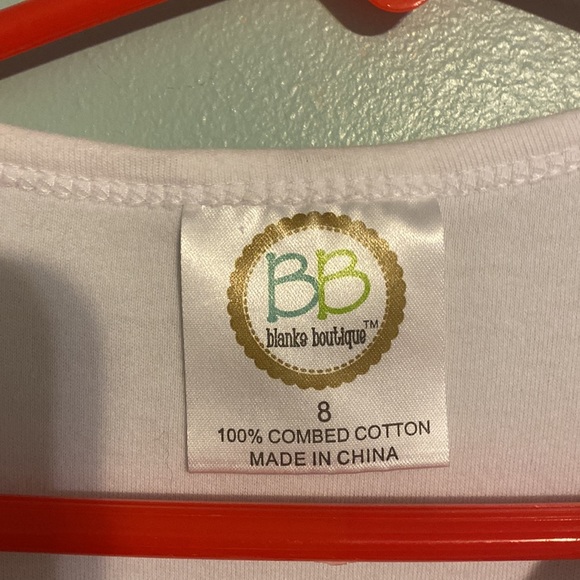 BB
blanks boutique™
8
100% COMBED COTTON
MADE IN CHINA